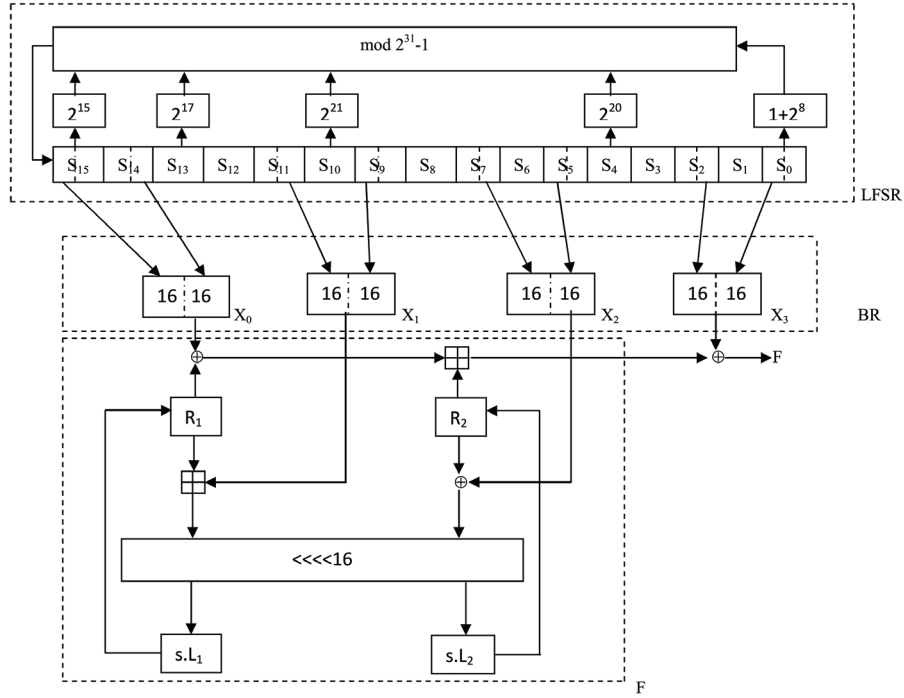 mod 2³¹-1
2¹⁵ 2¹⁷ 2²¹ 2²⁰ 1+2⁸
S₁₅ S₁₄ S₁₃ S₁₂ S₁₁ S₁₀ S₉ S₈ S₇ S₆ S₅ S₄ S₃ S₂ S₁ S₀
LFSR
16 16 16 16 16 16 16 16
X₀ X₁ X₂ X₃ BR
F
R₁ R₂
<<<<16
s.L₁ s.L₂
F